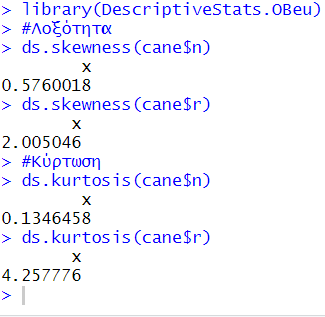 > library(DescriptiveStats.OBeu)
> #Λοξότητα
> ds.skewness(cane$n)
x
0.5760018
> ds.skewness(cane$r)
x
2.005046
> #Κύρτωση
> ds.kurtosis(cane$n)
x
0.1346458
> ds.kurtosis(cane$r)
x
4.257776
>